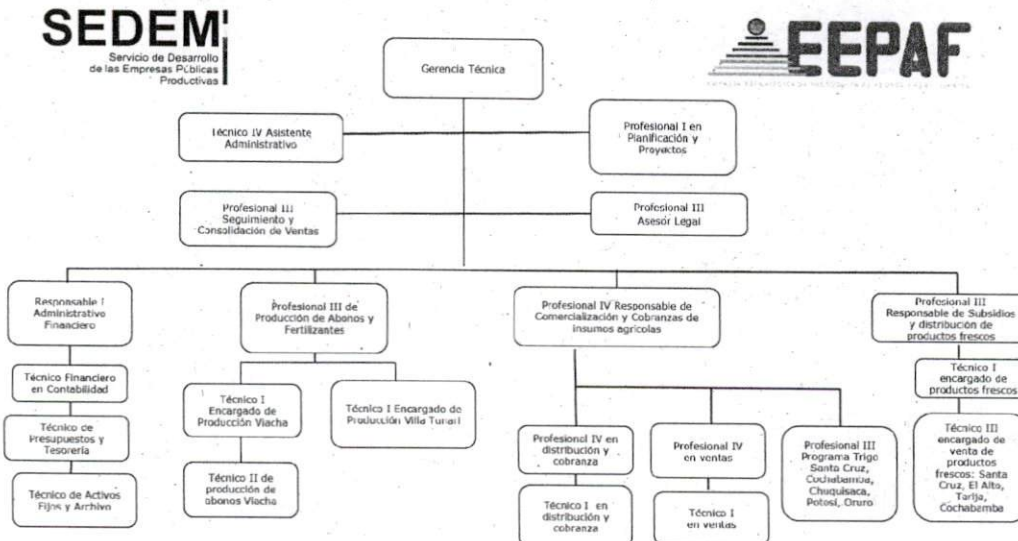 SEDEM
Servicio de Desarrollo
de las Empresas Públicas
Productivas
EEPAF
Gerencia Técnica
Técnico IV Asistente
Administrativo
Profesional I en
Planificación y
Proyectos
Profesional III
Seguimiento y
Consolidación de Ventas
Profesional III
Asesor Legal
Responsable I
Administrativo
Financiero
Profesional III de
Producción de Abonos y
Fertilizantes
Profesional IV Responsable de
Comercialización y Cobranzas de
insumos agrícolas
Profesional III
Responsable de Subsidios
y distribución de
productos frescos
Técnico Financiero
en Contabilidad
Técnico I
Encargado de
Producción Viacha
Técnico I Encargado de
Producción Villa Tunari
Técnico I
encargado de
productos frescos
Técnico de
Presupuestos y
Tesorería
Profesional IV en
distribución y
cobranza
Profesional IV
en ventas
Profesional III
Programa Trigo
Santa Cruz,
Cochabamba,
Chuquisaca,
Potosí, Oruro
Técnico III
encargado de
venta de
productos
frescos: Santa
Cruz, El Alto,
Tarija,
Cochabamba
Técnico de Activos
Fijos y Archivo
Técnico II de
producción de
abonos Viacha
Técnico I en
distribución y
cobranza
Técnico I
en ventas